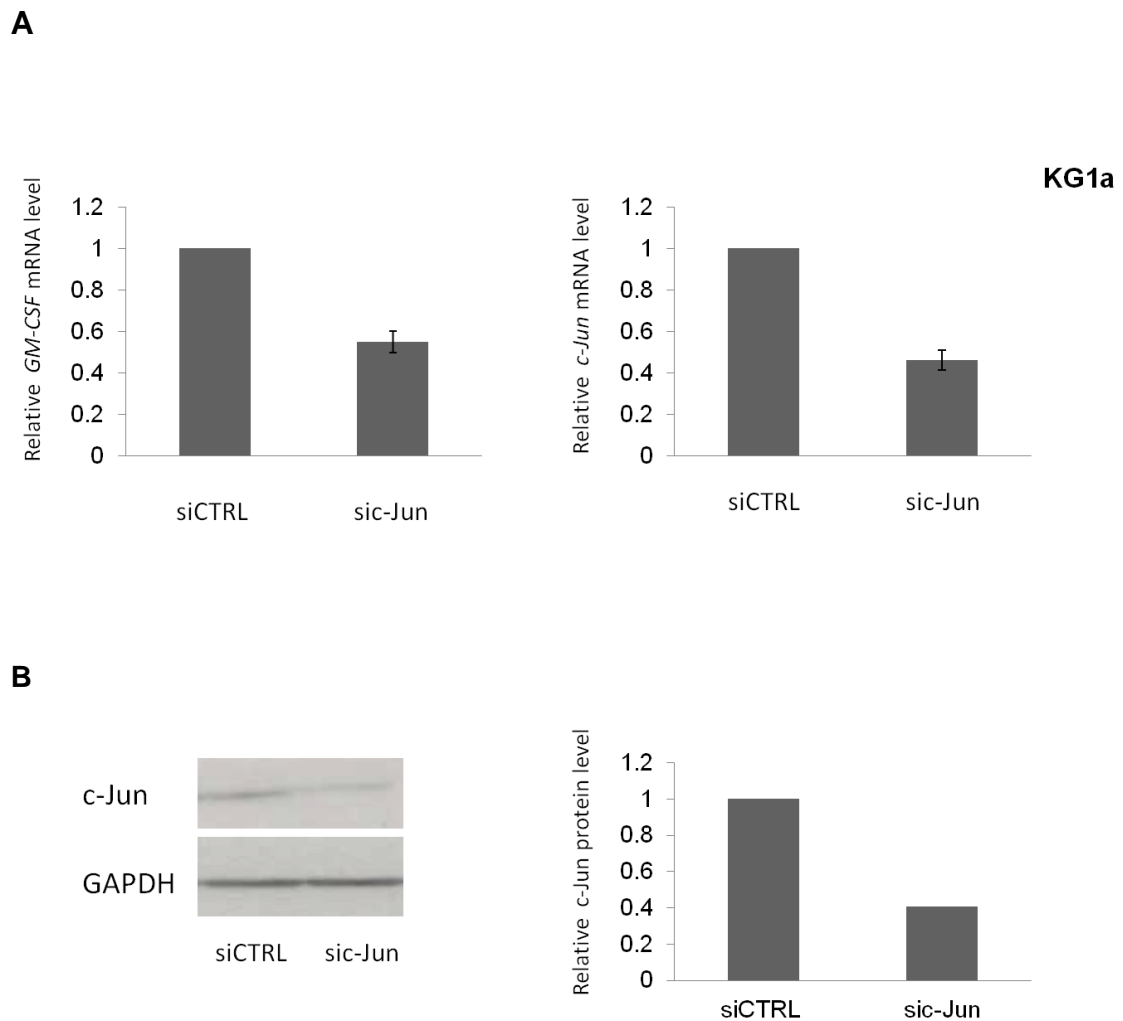 A
KG1a
Relative GM-CSF mRNA level
1.2
1
0.8
0.6
0.4
0.2
0
siCTRL sic-Jun
Relative c-Jun mRNA level
1.2
1
0.8
0.6
0.4
0.2
0
siCTRL sic-Jun
B
c-Jun
GAPDH
siCTRL sic-Jun
Relative c-Jun protein level
1.2
1
0.8
0.6
0.4
0.2
0
siCTRL sic-Jun